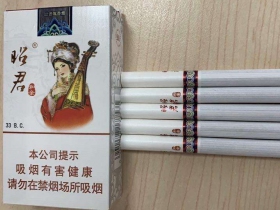 昭君®
33 B.C.
本公司提示
吸烟有害健康
请勿在禁烟场所吸烟